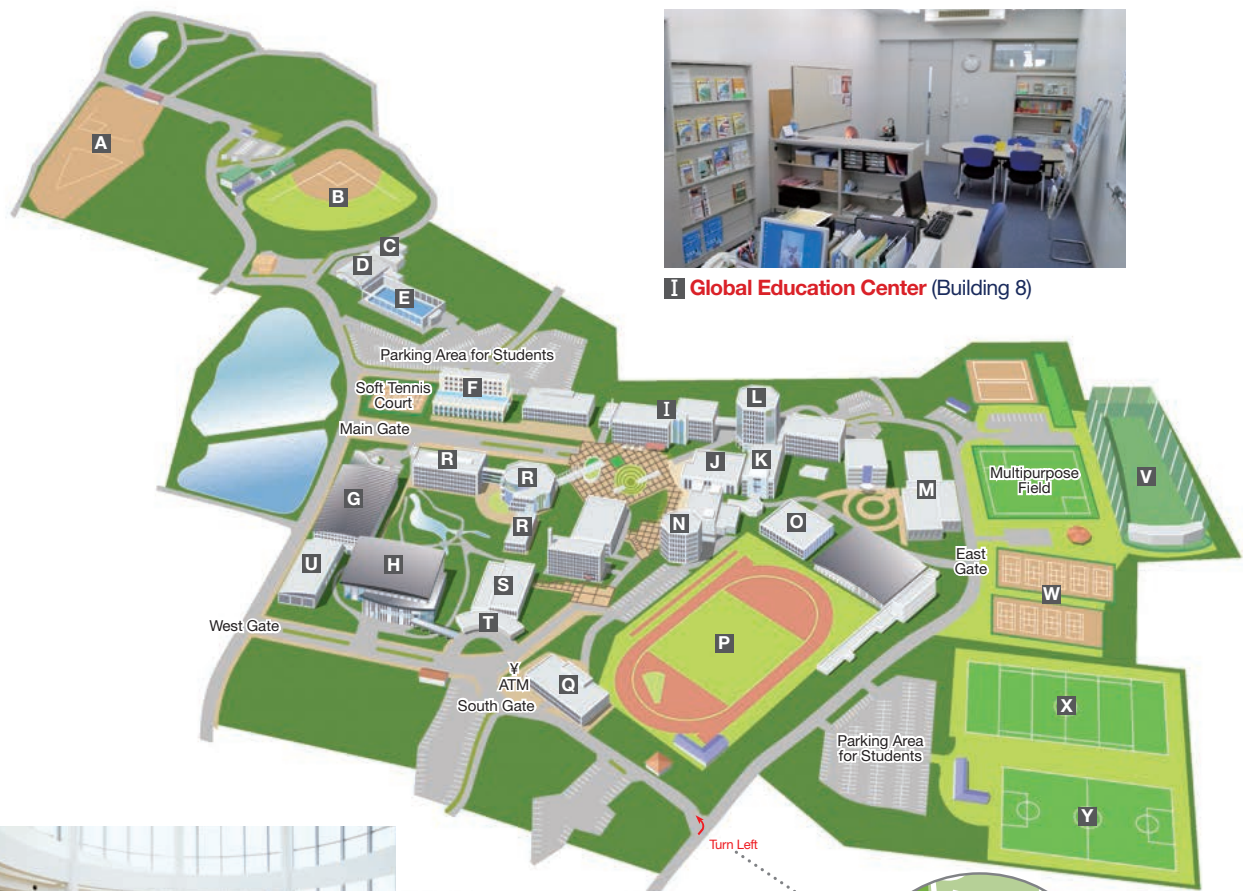 I Global Education Center (Building 8)
A
B
C
D
E
Parking Area for Students
Soft Tennis
Court
F
I
L
Main Gate
R
R
R
J
K
M
N
O
G
U
H
S
T
Multipurpose
Field
V
East
Gate
W
West Gate
P
¥
ATM
South Gate
Q
X
Parking Area
for Students
Y
Turn Left